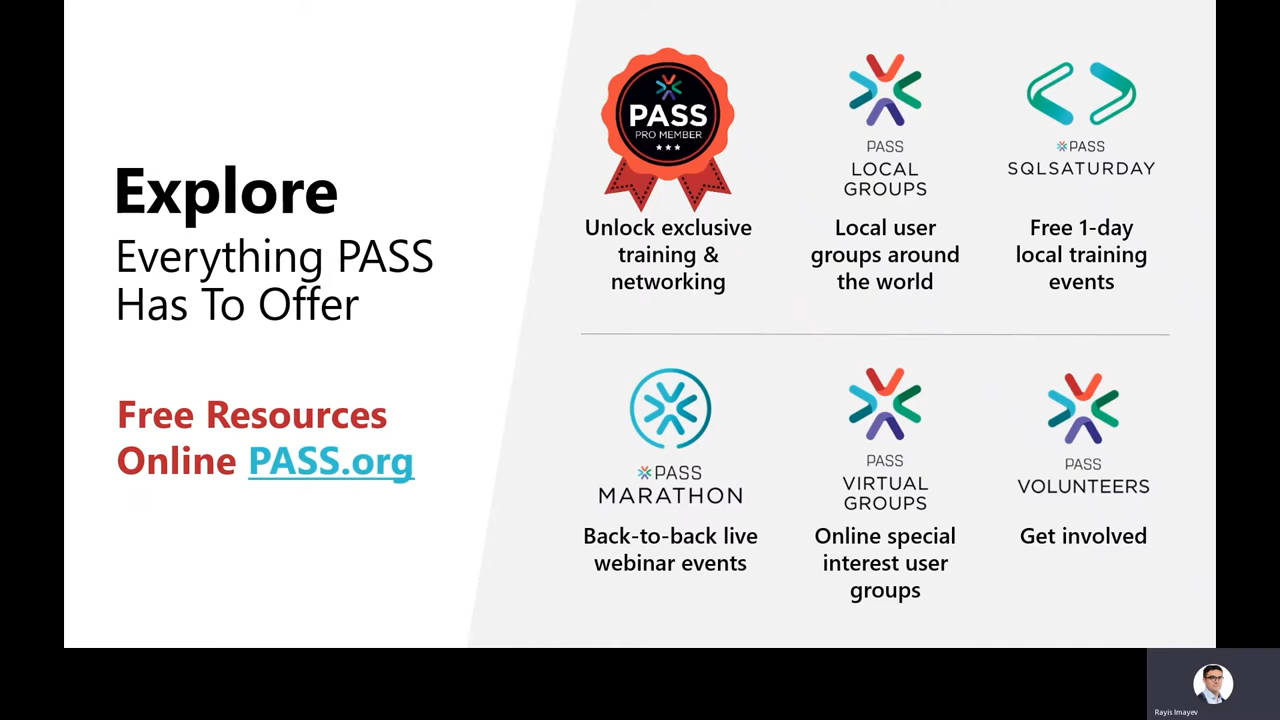 Explore
Everything PASS
Has To Offer
Free Resources
Online PASS.org
PASS
PRO MEMBER
Unlock exclusive
training &
networking
PASS
LOCAL
GROUPS
Local user
groups around
the world
PASS
SQLSATURDAY
Free 1-day
local training
events
PASS
MARATHON
Back-to-back live
webinar events
PASS
VIRTUAL
GROUPS
Online special
interest user
groups
PASS
VOLUNTEERS
Get involved
Rayis Imayev